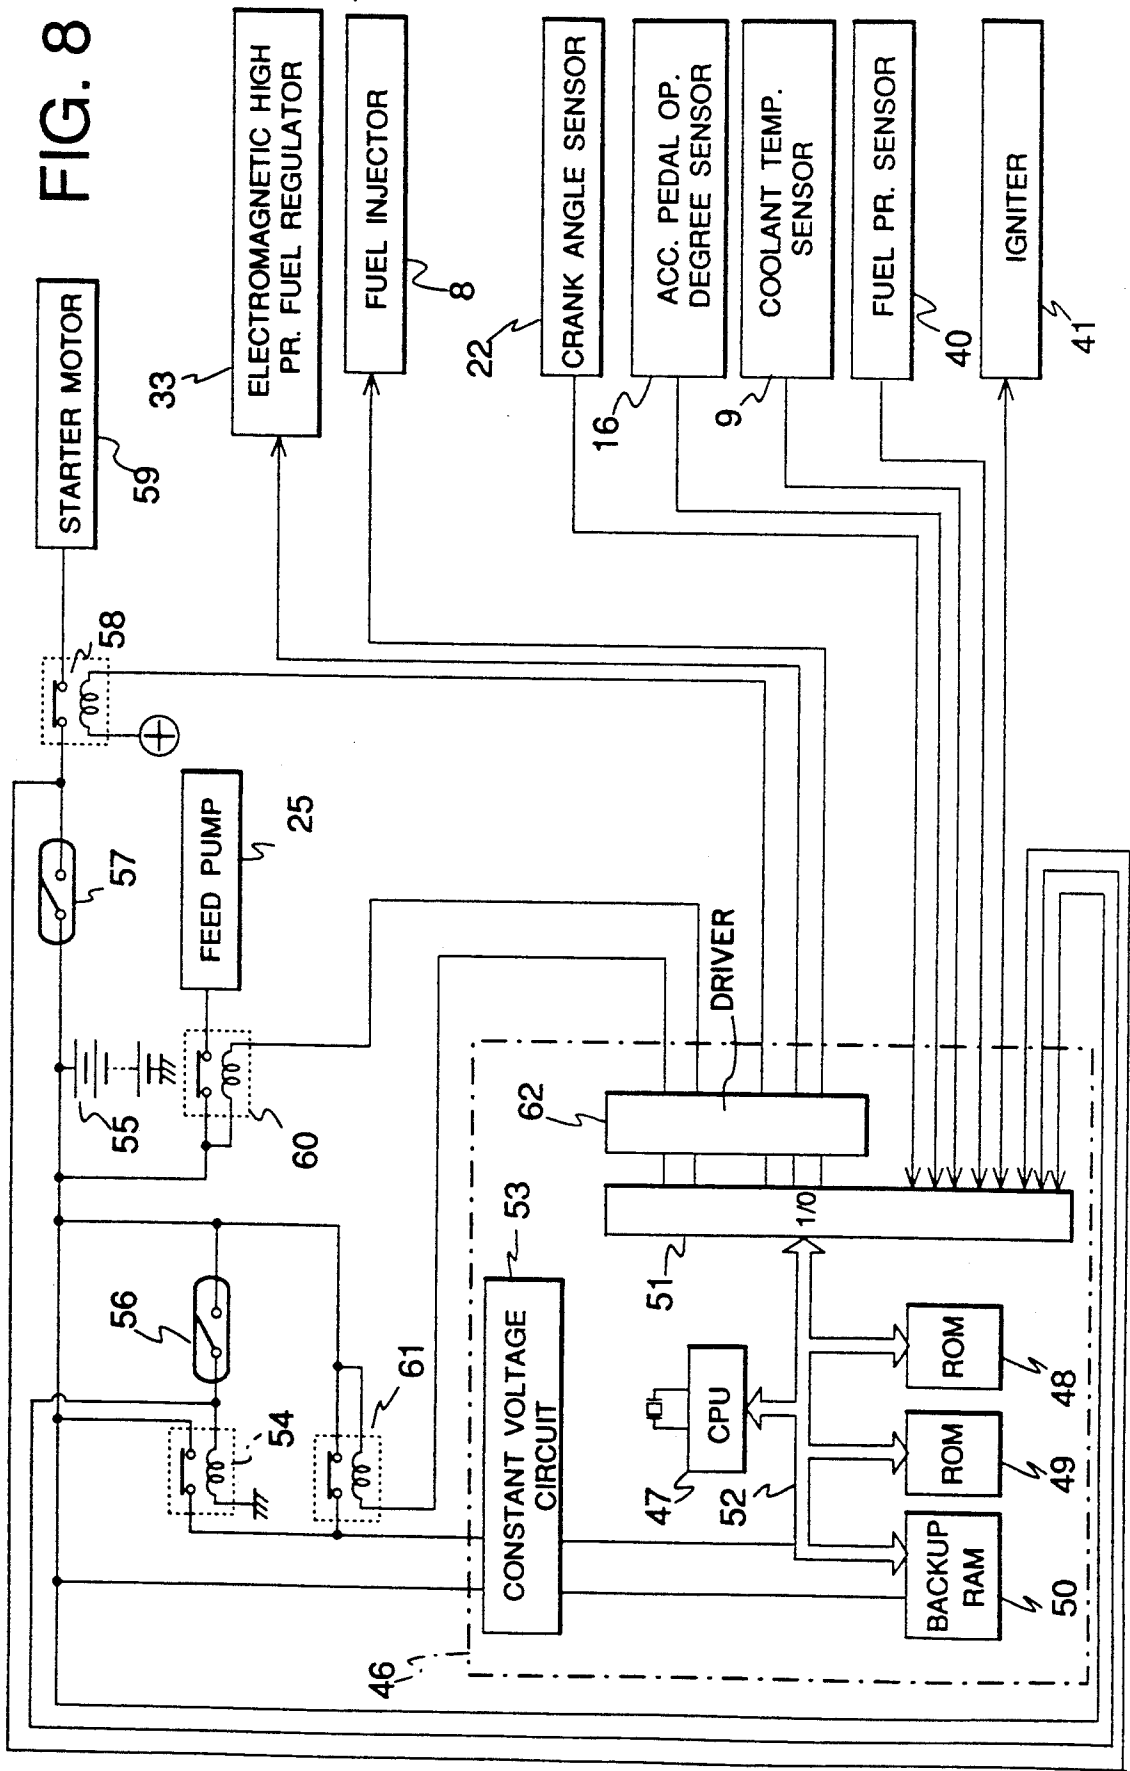 FIG. 8
STARTER MOTOR
59
33
ELECTROMAGNETIC HIGH
PR. FUEL REGULATOR
FUEL INJECTOR
8
22
CRANK ANGLE SENSOR
16
ACC. PEDAL OP.
DEGREE SENSOR
9
COOLANT TEMP.
SENSOR
FUEL PR. SENSOR
40
IGNITER
41
58
57
FEED PUMP
25
55
60
56
54
61
DRIVER
62
53
CONSTANT VOLTAGE
CIRCUIT
51
1/0
CPU
47
52
ROM
48
ROM
49
BACKUP
RAM
50
46